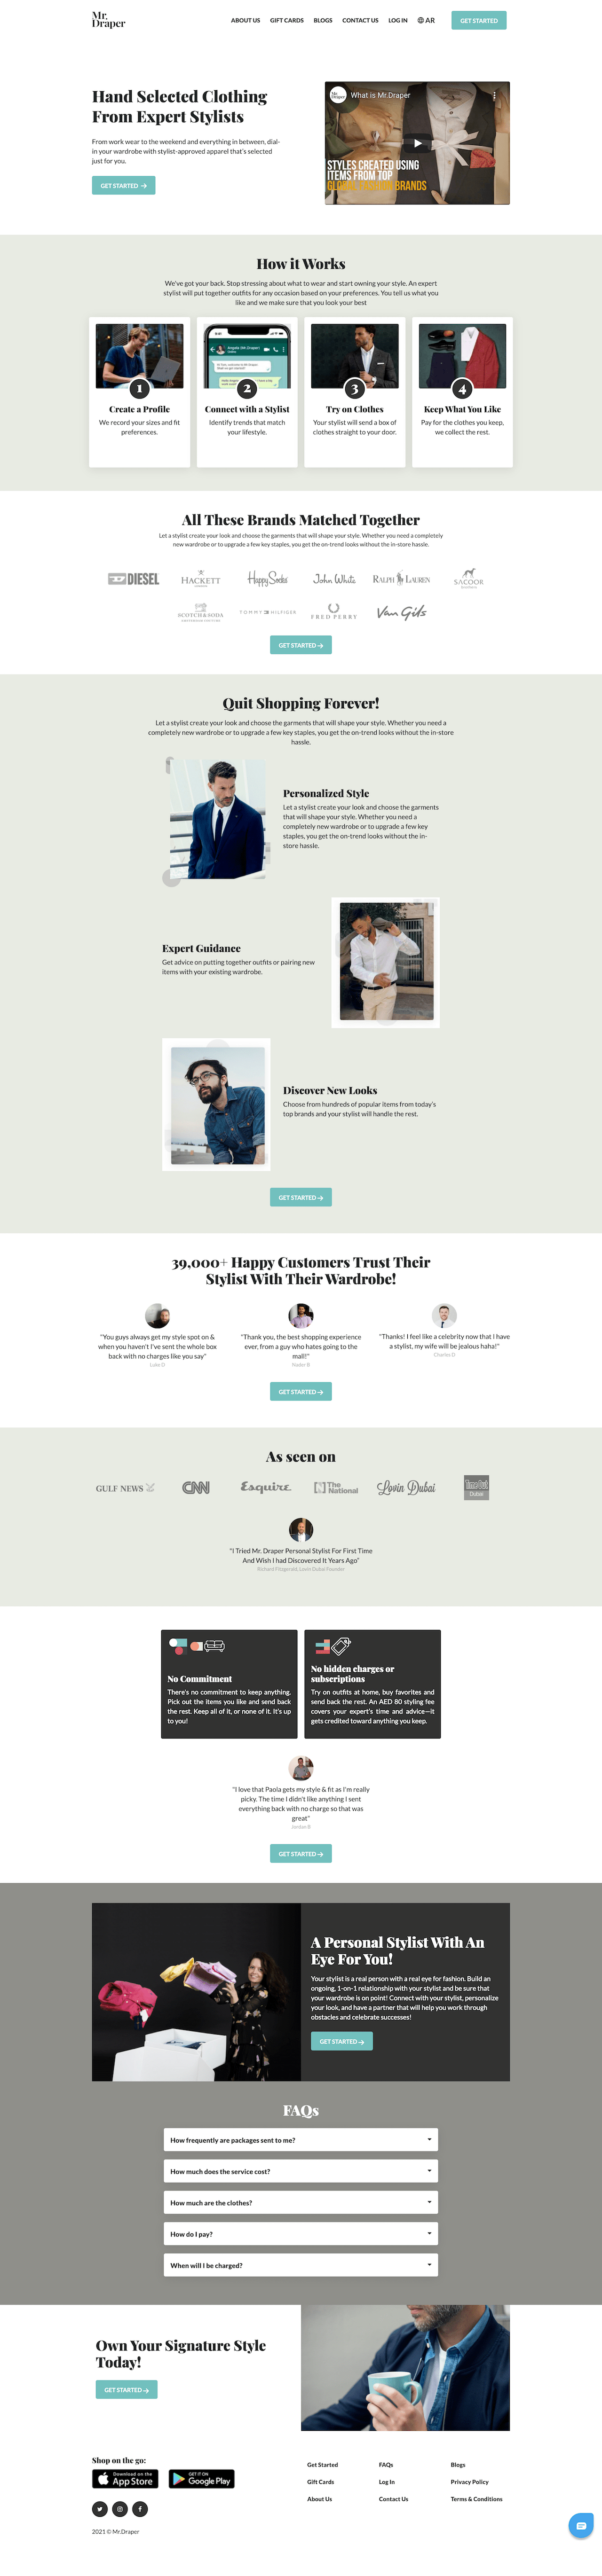 Mr.
Draper
ABOUT US
GIFT CARDS
BLOGS
CONTACT US
LOG IN
AR
GET STARTED
Hand Selected Clothing
From Expert Stylists
From work wear to the weekend and everything in between, dial-
in your wardrobe with stylist-approved apparel that's selected
just for you.
GET STARTED →
Mr. Draper
What is Mr.Draper
STYLES CREATED USING
ITEMS FROM TOP
BRANDS
How it Works
We've got your back. Stop stressing about what to wear and start owning your style. An expert
stylist will put together outfits for any occasion based on your preferences. You tell us what you
like and we make sure that you look your best
1
Create a Profile
We record your sizes and fit
preferences.
2
Connect with a Stylist
Identify trends that match
your lifestyle.
3
Try on Clothes
Your stylist will send a box of
clothes straight to your door.
4
Keep What You Like
Pay for the clothes you keep,
we collect the rest.
All These Brands Matched Together
Let a stylist create your look and choose the garments that will shape your style. Whether you need a completely
new wardrobe or to upgrade a few key staples, you get the on-trend looks without the in-store hassle.
DIESEL
HACKETT
LONDON
Happy Socks
John White
RALPH LAUREN
SACOOR
SCOTCH & SODA
TOMMY HILFIGER
FRED PERRY
Van Gils
GET STARTED →
Quit Shopping Forever!
Let a stylist create your look and choose the garments that will shape your style. Whether you need a
completely new wardrobe or to upgrade a few key staples, you get the on-trend looks without the in-store
hassle.
Personalized Style
Let a stylist create your look and choose the garments
that will shape your style. Whether you need a
completely new wardrobe or to upgrade a few key
staples, you get the on-trend looks without the in-
store hassle.
Expert Guidance
Get advice on putting together outfits or pairing new
items with your existing wardrobe.
Discover New Looks
Choose from hundreds of popular items from today's
top brands and your stylist will handle the rest.
GET STARTED →
39,000+ Happy Customers Trust Their
Stylist With Their Wardrobe!
"You guys always get my style spot on &
when you haven't I've sent the whole box
back with no charges like you say"
Luke D
"Thank you, the best shopping experience
ever, from a guy who hates going to the
mall!"
Kader B
"Thanks! I feel like a celebrity now that I have
a stylist, my wife will be jealous haha!"
Charles D
GET STARTED →
As seen on
GULF NEWS
CNN
Esquire
The National
Lovin Dubai
TimeOut
Dubai
"I Tried Mr. Draper Personal Stylist For First Time
And Wish I had Discovered It Years Ago"
Richard Fitzgerald, Lovin Dubai Founder
No Commitment
There's no commitment to keep anything.
Pick out the items you like and send back
the rest. Keep all of it, or none of it. It's up
to you!
No hidden charges or
subscriptions
Try on outfits at home, buy favorites and
send back the rest. An AED 80 styling fee
covers your expert's time and advice—it
gets credited toward anything you keep.
"I love that Paola gets my style & fit as I'm really
picky. The time I didn't like anything I sent
everything back with no charge so that was
great"
Jordan B
GET STARTED →
A Personal Stylist With An
Eye For You!
Your stylist is a real person with a real eye for fashion. Build an
ongoing, 1-on-1 relationship with your stylist and be sure that
your wardrobe is on point! Connect with your stylist, personalize
your look, and have a partner that will help you work through
obstacles and celebrate successes!
GET STARTED →
FAQs
How frequently are packages sent to me?
How much does the service cost?
How much are the clothes?
How do I pay?
When will I be charged?
Own Your Signature Style
Today!
GET STARTED →
Shop on the go:
Download on the
App Store
GET IT ON
Google Play
Get Started
FAQs
Blogs
Gift Cards
Log In
Privacy Policy
About Us
Contact Us
Terms & Conditions
2021 © Mr.Draper